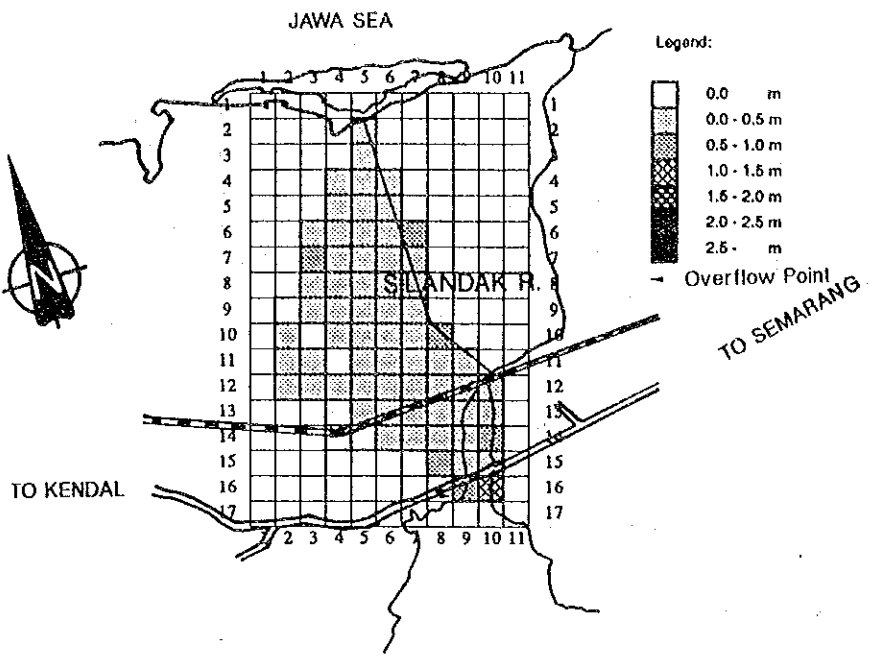 JAWA SEA
Legend:
0.0 m
0.0 - 0.5 m
0.5 - 1.0 m
1.0 - 1.5 m
1.5 - 2.0 m
2.0 - 2.5 m
2.5 - m
Overflow Point
1 2 3 4 5 6 7 8 9 10 11
1 1
2 2
3 3
4 4
5 5
6 6
7 7
8 8
9 9
10 10
11 11
12 12
13 13
14 14
15 15
16 16
17 17
2 3 4 5 6 7 8 9 10 11
N
SILANDAK R.
TO SEMARANG
TO KENDAL